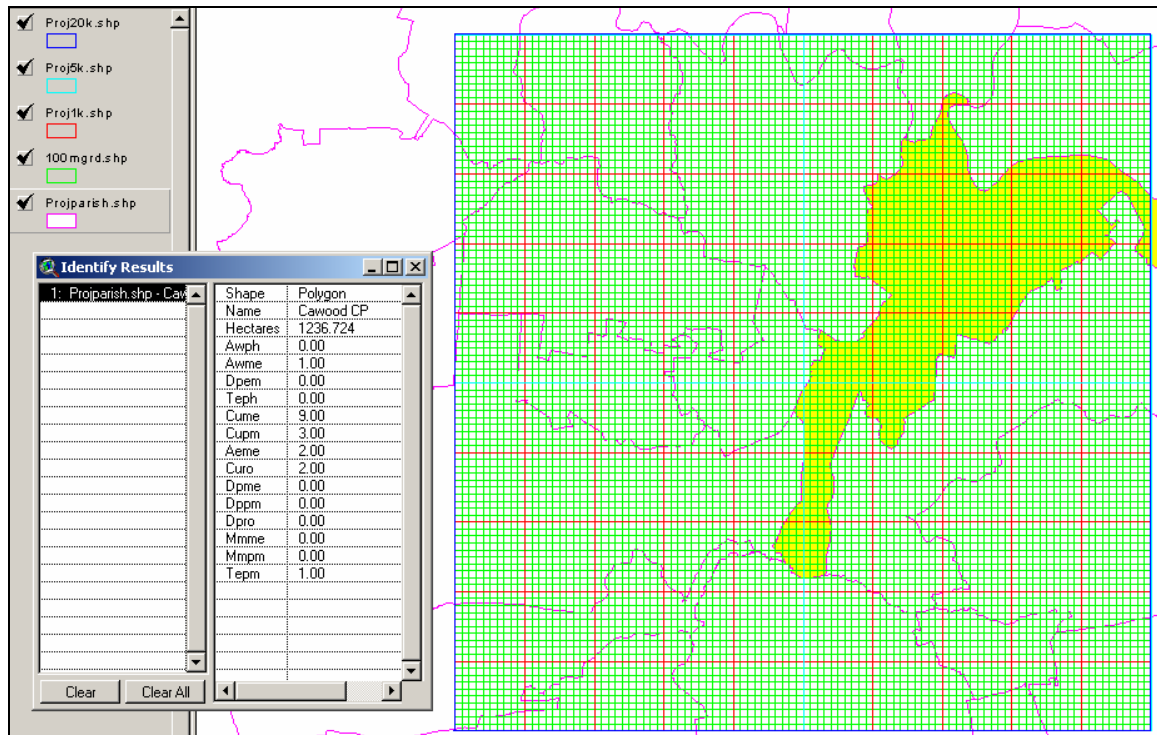 Proj20k.shp
Proj5k.shp
Proj1k.shp
100mgrd.shp
Projparish.shp
Identify Results
1: Projparish.shp - Caw
Shape Polygon
Name Cawood CP
Hectares 1236.724
Awph 0.00
Awme 1.00
Dpem 0.00
Teph 0.00
Cume 9.00
Cupm 3.00
Aeme 2.00
Curo 2.00
Dpme 0.00
Dppm 0.00
Dpro 0.00
Mmme 0.00
Mmpm 0.00
Tepm 1.00
Clear Clear All